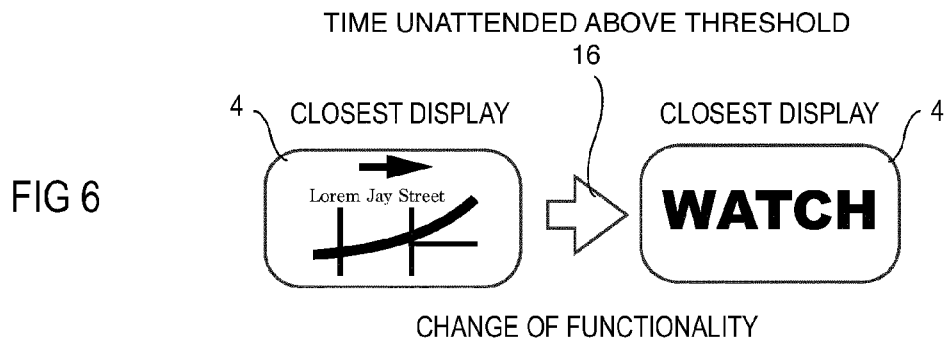 TIME UNATTENDED ABOVE THRESHOLD
16
4 CLOSEST DISPLAY CLOSEST DISPLAY 4
Lorem Jay Street
WATCH
FIG 6
CHANGE OF FUNCTIONALITY